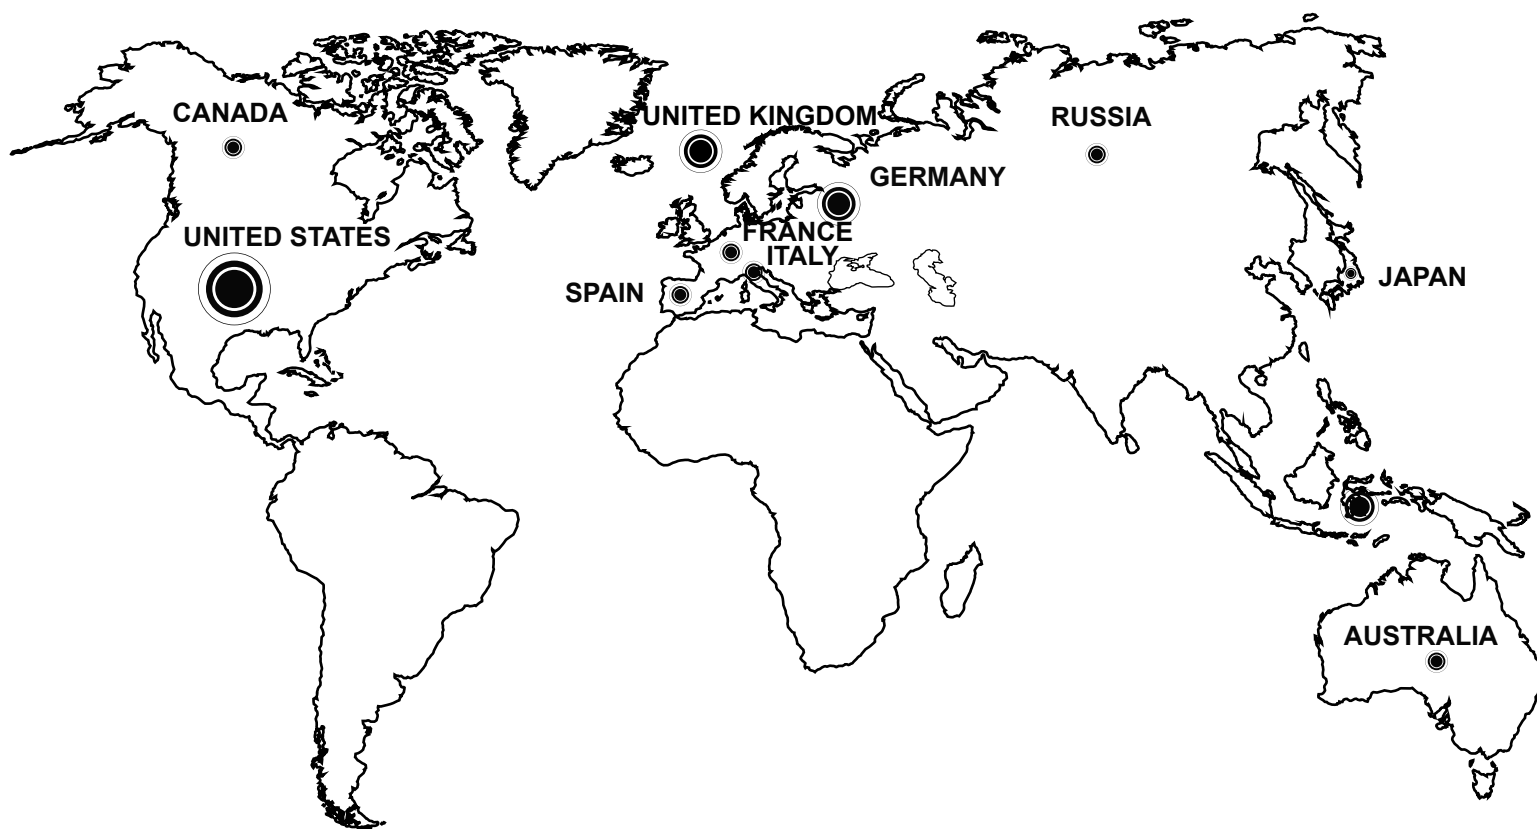 CANADA
UNITED KINGDOM
RUSSIA
GERMANY
UNITED STATES
FRANCE
ITALY
SPAIN
JAPAN
AUSTRALIA